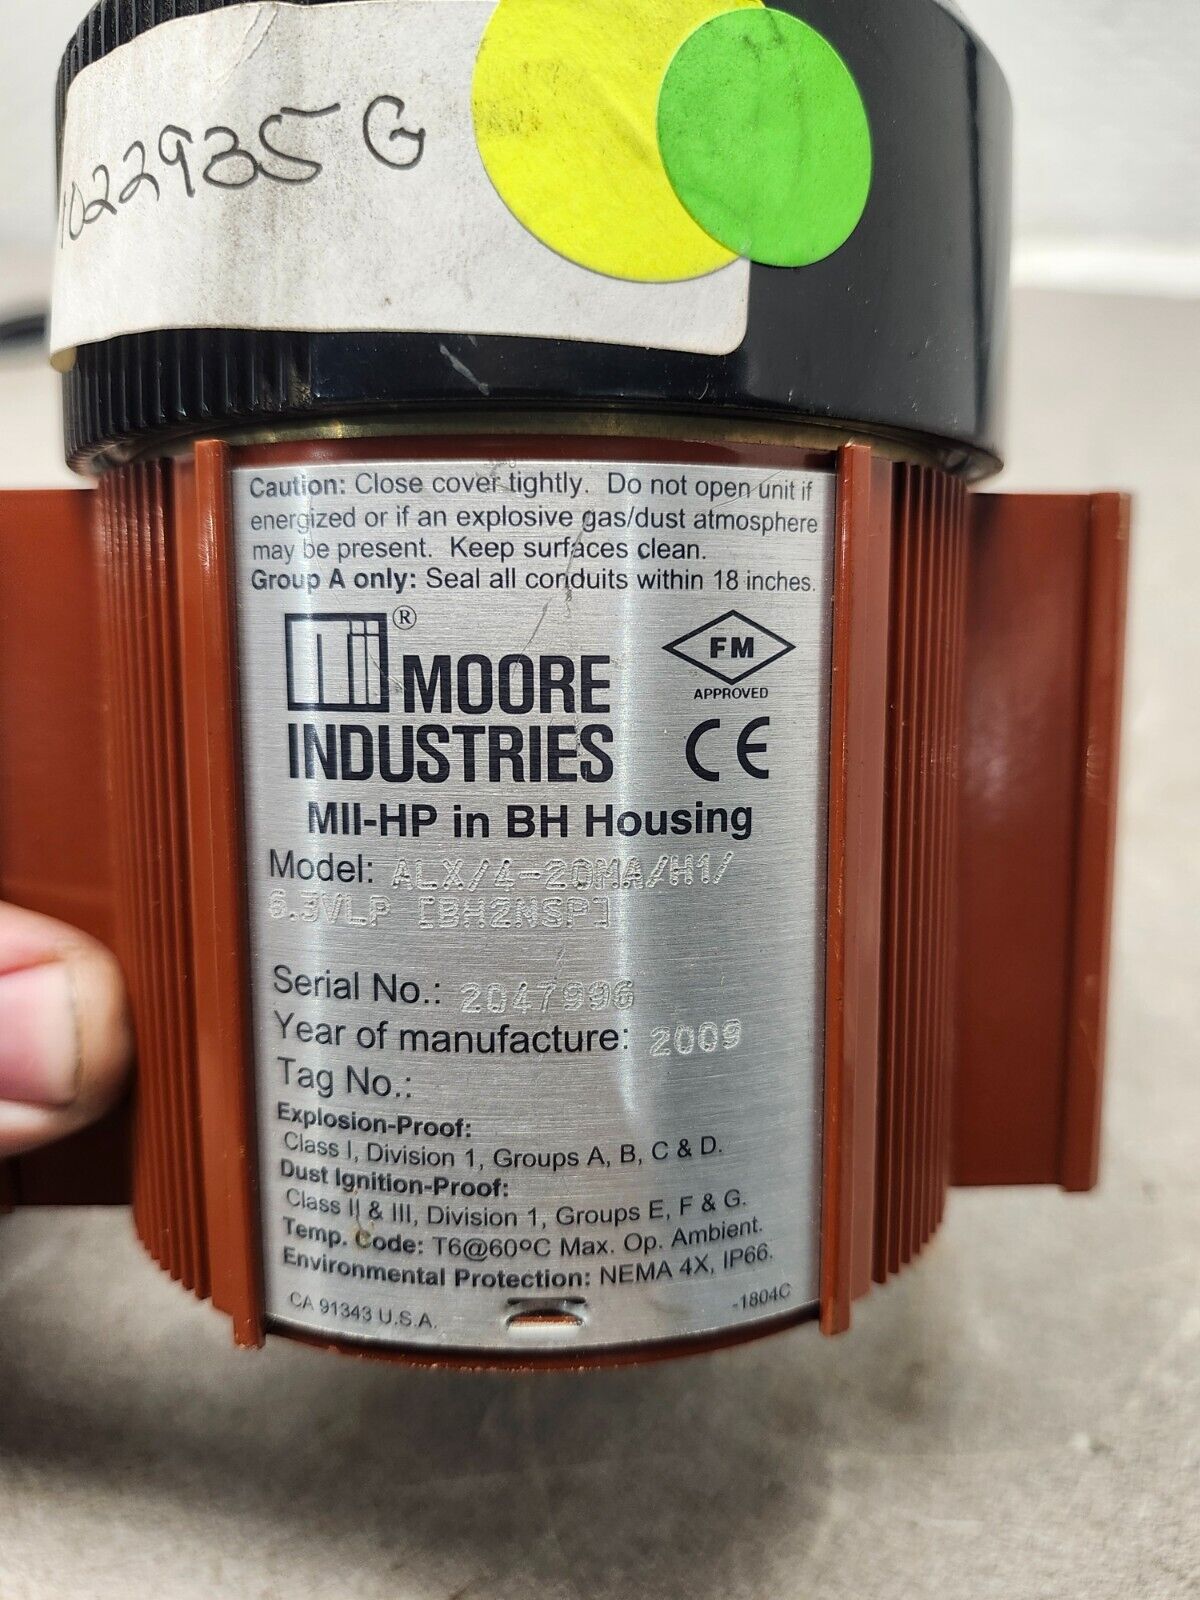 1022935 G
Caution: Close cover tightly. Do not open unit if
energized or if an explosive gas/dust atmosphere
may be present. Keep surfaces clean.
Group A only: Seal all conduits within 18 inches.
®
MOORE
INDUSTRIES
FM
APPROVED
CE
MII-HP in BH Housing
Model: ALX/4-20MA/H1/
6.3VLP [BH2NSP]
Serial No.: 2047996
Year of manufacture: 2009
Tag No.:
Explosion-Proof:
Class I, Division 1, Groups A, B, C & D.
Dust Ignition-Proof:
Class II & III, Division 1, Groups E, F & G.
Temp. Code: T6@60ºC Max. Op. Ambient.
Environmental Protection: NEMA 4X, IP66.
CA 91343 U.S.A.
-1804C